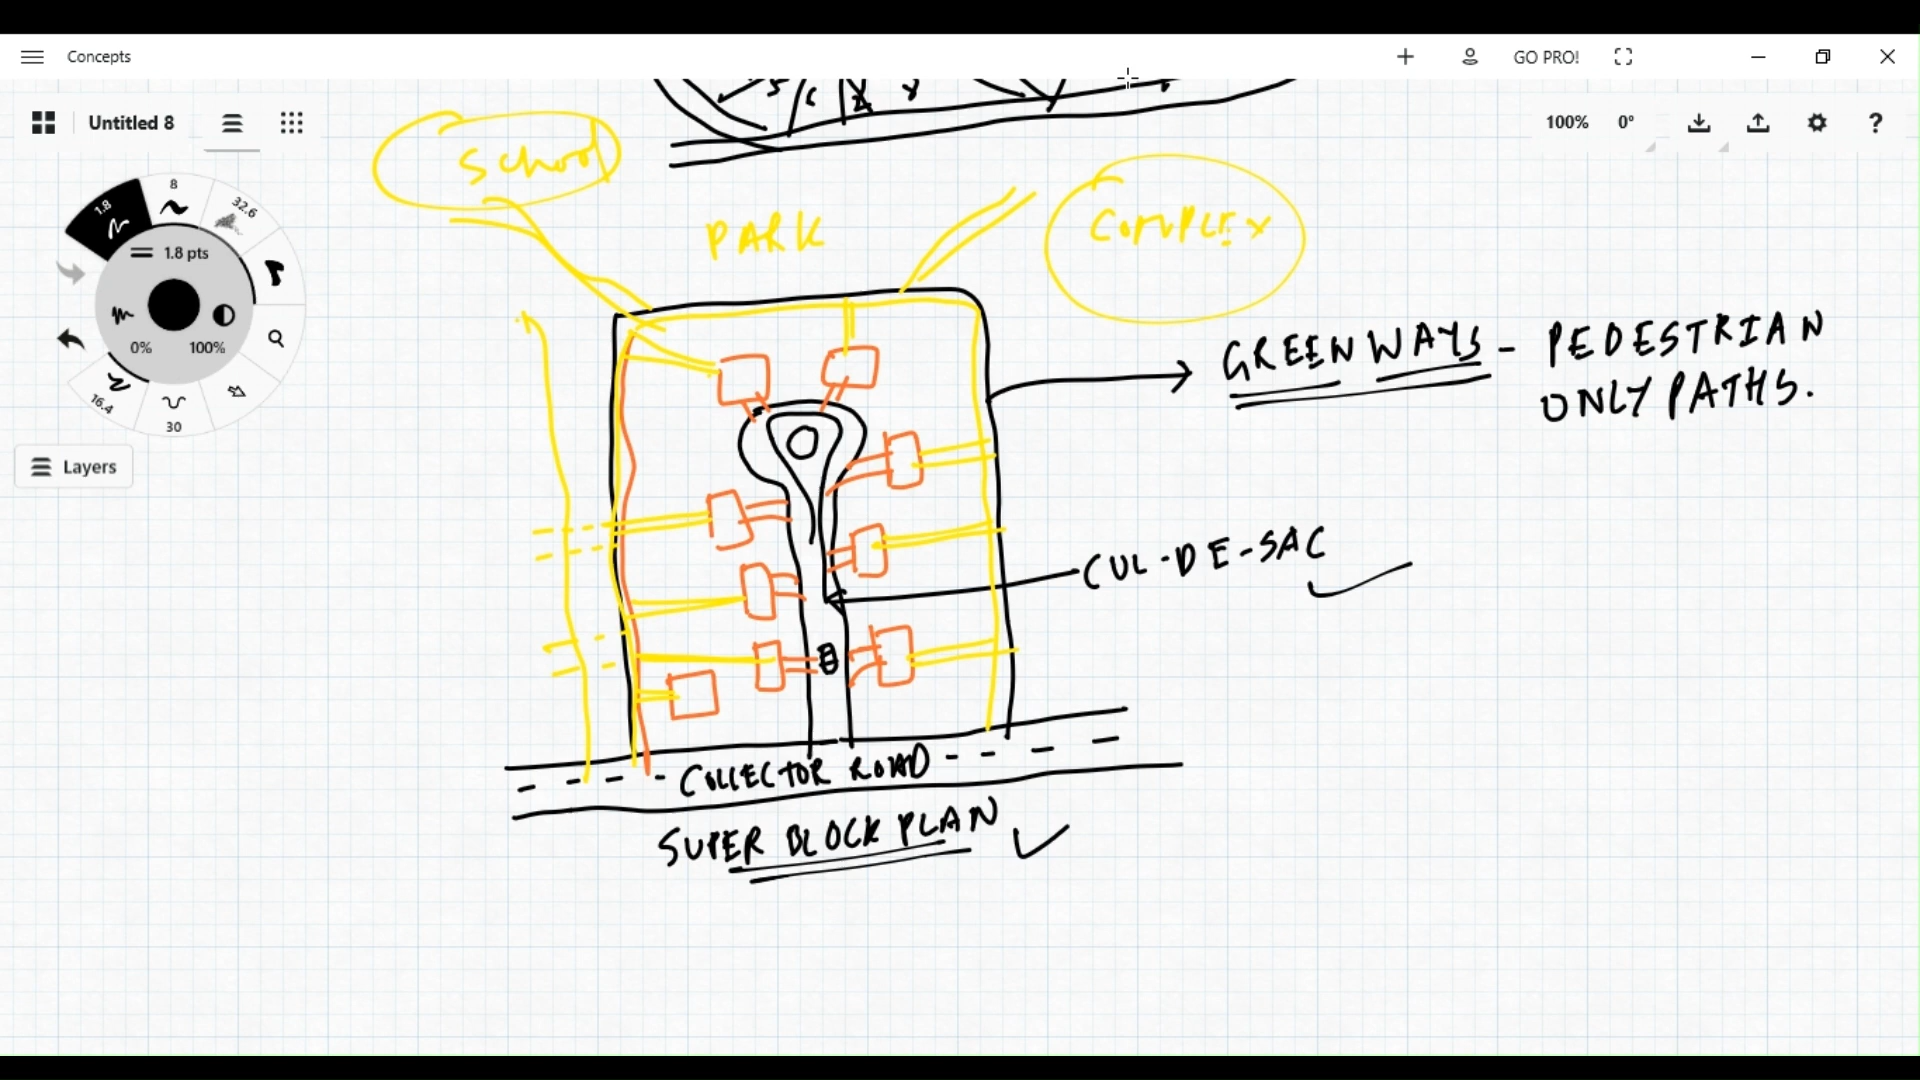 Concepts
GO PRO!
Untitled 8
100% 0°
School
8
32.6
1.8
1.8 pts
PARK
COMPLEX
0% 100%
16.4
30
GREENWAYS - PEDESTRIAN
ONLY PATHS.
Layers
CUL-DE-SAC
COLLECTOR ROAD
SUPER BLOCK PLAN